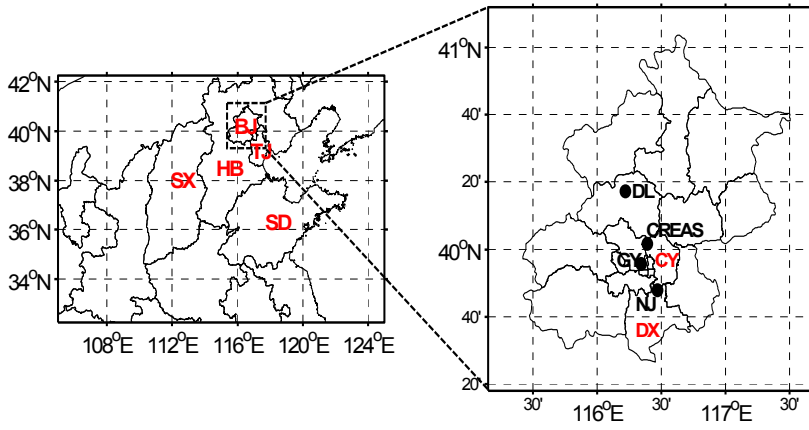 42°N
40°N
38°N
36°N
34°N
108°E 112°E 116°E 120°E 124°E
BJ
TJ
HB
SX
SD
41°N
40'
20'
40°N
40'
20'
30' 116°E 30' 117°E 30'
DL
CREAS
GY
CY
NJ
DX